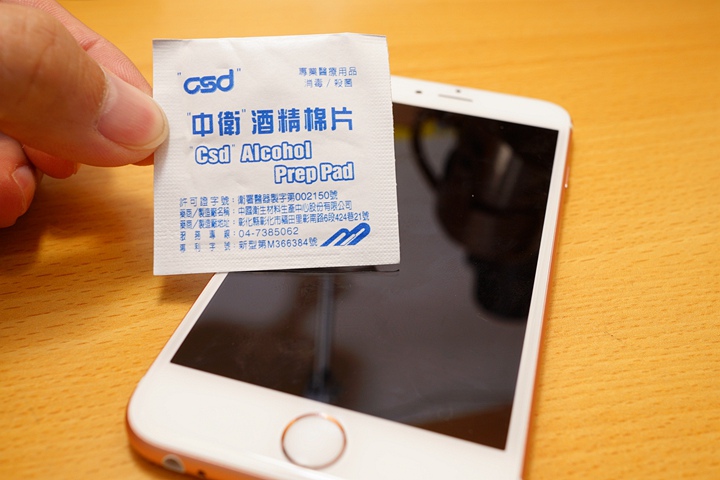 "csd"
專業醫療用品
消毒/殺菌
"中衛"酒精棉片
"Csd" Alcohol
Prep Pad
許可證字號:衛署醫器製字第002150號
藥商/製造廠名稱:中國衛生材料生產中心股份有限公司
藥商/製造廠地址:彰化縣彰化市磚田里彰南路6段424巷21號
服務專線:04-7385062
專利字號:新型第M366384號